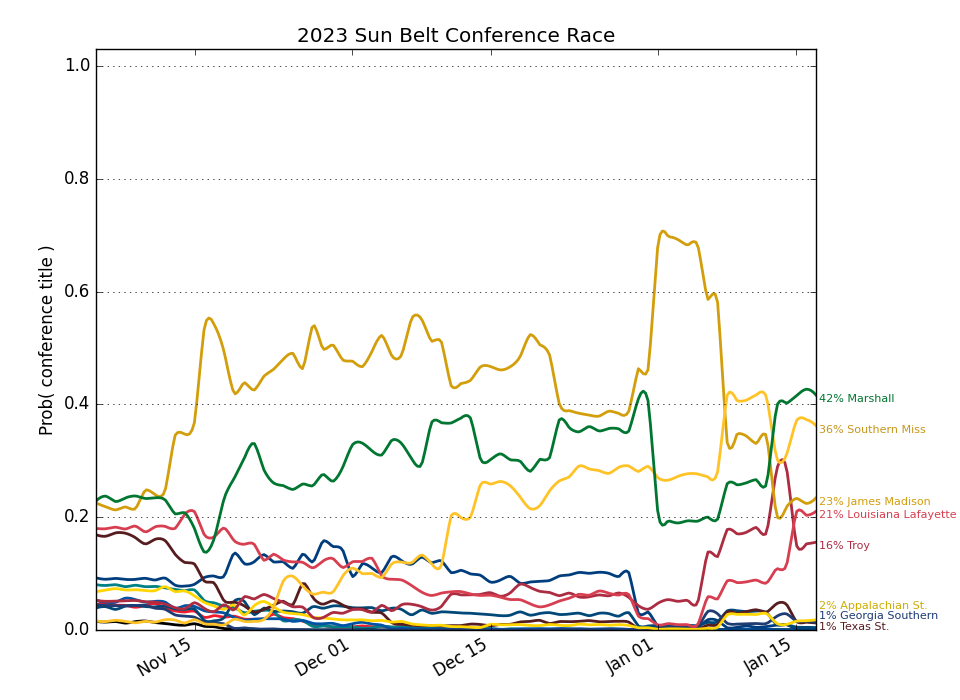 2023 Sun Belt Conference Race
Prob( conference title )
1.0
0.8
0.6
0.4
0.2
0.0
Nov 15
Dec 01
Dec 15
Jan 01
Jan 15
42% Marshall
36% Southern Miss
23% James Madison
21% Louisiana Lafayette
16% Troy
2% Appalachian St.
1% Georgia Southern
1% Texas St.